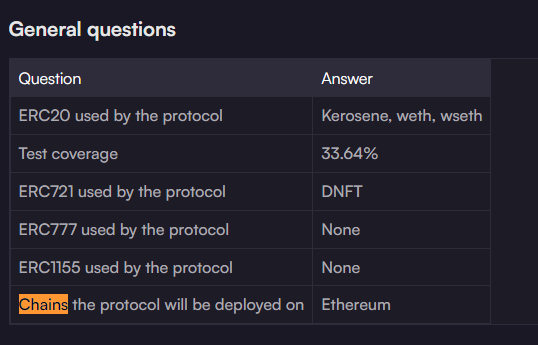 General questions
Question Answer
ERC20 used by the protocol Kerosene, weth, wseth
Test coverage 33.64%
ERC721 used by the protocol DNFT
ERC777 used by the protocol None
ERC1155 used by the protocol None
Chains the protocol will be deployed on Ethereum